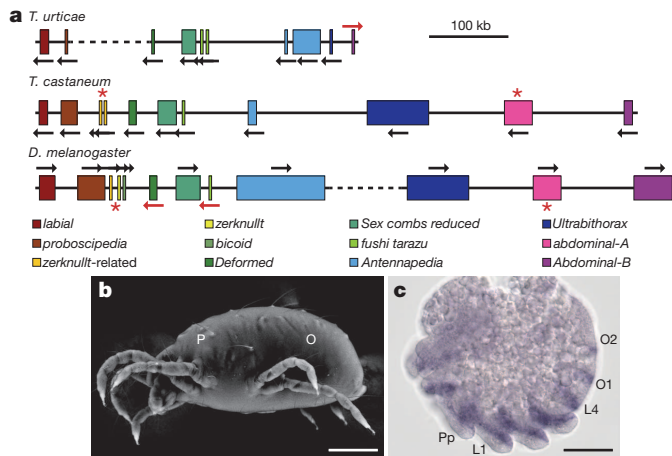 a
T. urticae
100 kb
T. castaneum
*
*
D. melanogaster
*
*
labial
zerknullt
Sex combs reduced
Ultrabithorax
proboscipedia
bicoid
fushi tarazu
abdominal-A
zerknullt-related
Deformed
Antennapedia
Abdominal-B
b
P
O
c
O2
O1
L4
Pp
L1